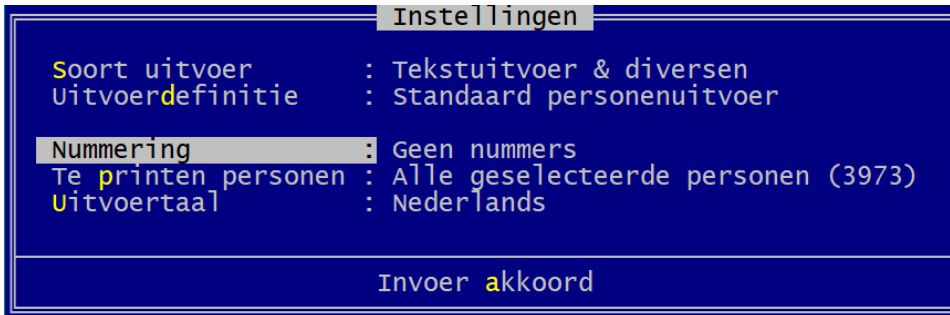 Instellingen
Soort uitvoer : Tekstuitvoer & diversen
Uitvoerdefinitie : Standaard personenuitvoer
Nummering : Geen nummers
Te printen personen : Alle geselecteerde personen (3973)
Uitvoertaal : Nederlands
Invoer akkoord